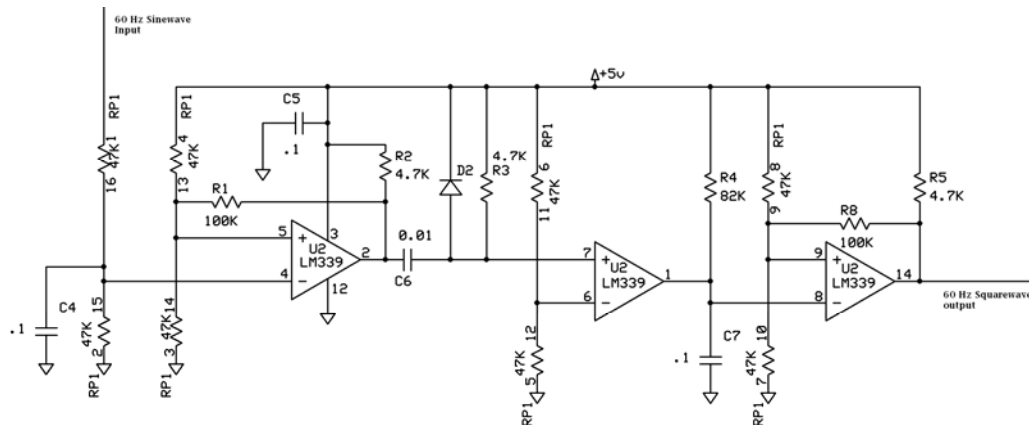 60 Hz Sinewave
Input
+5v
RP1
1
47K
16
RP1
4
47K
13
C5
.1
R2
4.7K
R1
100K
D2
4.7K
R3
RP1
6
47K
11
R4
82K
RP1
8
47K
9
R5
4.7K
R8
100K
5
+
4
-
3
U2
LM339
2
12
0.01
C6
7
+
6
-
U2
LM339
1
9
+
8
-
U2
LM339
14
60 Hz Squarewave
output
C4
.1
15
47K
2
RP1
14
47K
3
RP1
12
47K
5
RP1
C7
.1
10
47K
7
RP1